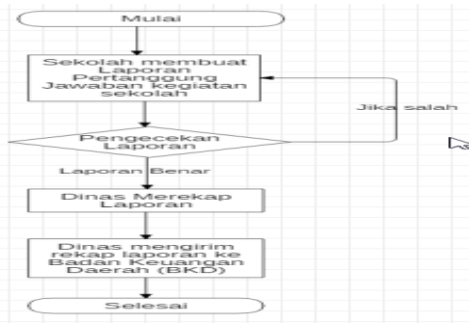 Mulai
Sekolah membuat
Laporan
Pertanggung
Jawaban kegiatan
sekolah
Jika salah
Pengecekan
Laporan
Laporan Benar
Dinas Merekap
Laporan
Dinas mengirim
rekap laporan ke
Badan Keuangan
Daerah (BKD)
Selesai